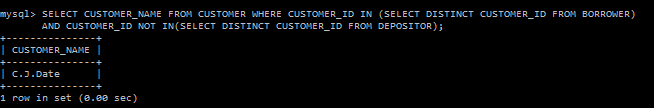 mysql> SELECT CUSTOMER_NAME FROM CUSTOMER WHERE CUSTOMER_ID IN (SELECT DISTINCT CUSTOMER_ID FROM BORROWER)
AND CUSTOMER_ID NOT IN(SELECT DISTINCT CUSTOMER_ID FROM DEPOSITOR);
+---------------+
| CUSTOMER_NAME |
+---------------+
| C.J.Date      |
+---------------+
1 row in set (0.00 sec)